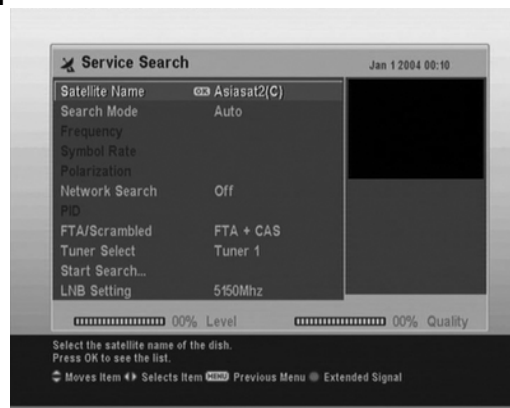 Service Search
Jan 1 2004 00:10
Satellite Name OK Asiasat2(C)
Search Mode Auto
Frequency
Symbol Rate
Polarization
Network Search Off
PID
FTA/Scrambled FTA + CAS
Tuner Select Tuner 1
Start Search...
LNB Setting 5150Mhz
00% Level 00% Quality
Select the satellite name of the dish.
Press OK to see the list.
Moves Item Selects Item MENU Previous Menu Extended Signal